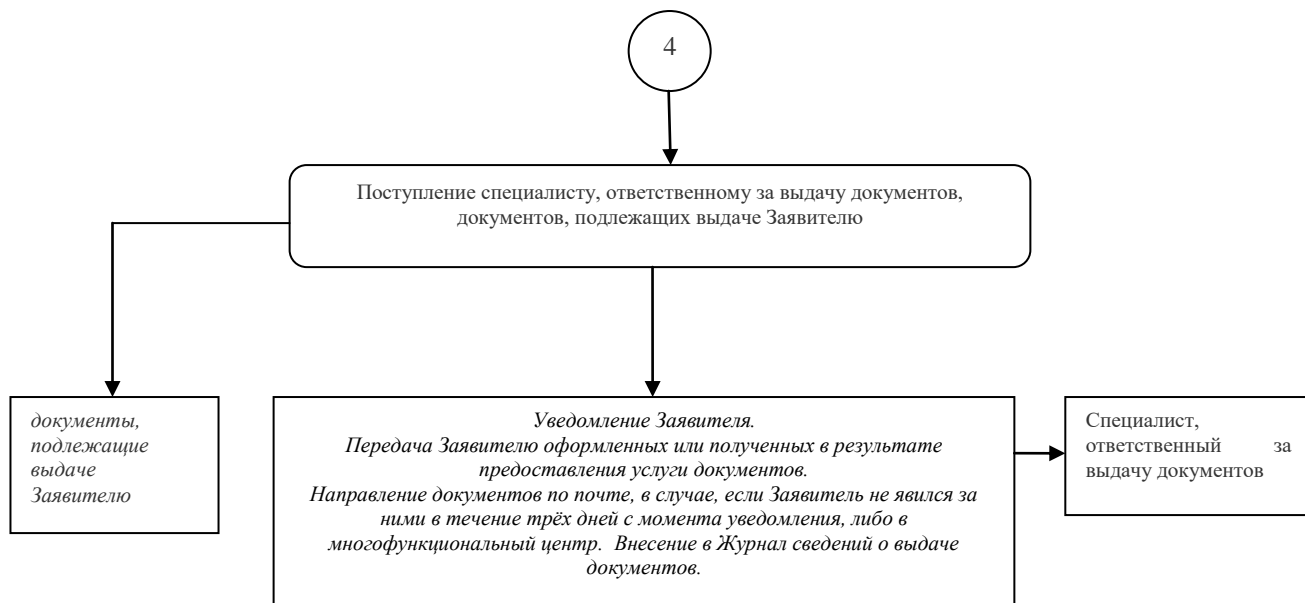 4
Поступление специалисту, ответственному за выдачу документов,
документов, подлежащих выдаче Заявителю
документы,
подлежащие
выдаче
Заявителю
Уведомление Заявителя.
Передача Заявителю оформленных или полученных в результате
предоставления услуги документов.
Направление документов по почте, в случае, если Заявитель не явился за
ними в течение трёх дней с момента уведомления, либо в
многофункциональный центр. Внесение в Журнал сведений о выдаче
документов.
Специалист,
ответственный за
выдачу документов